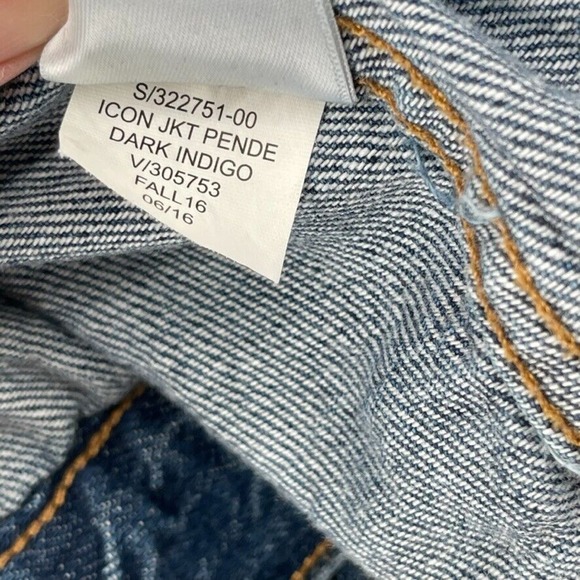 S/322751-00
ICON JKT PENDE
DARK INDIGO
V/305753
FALL16
06/16